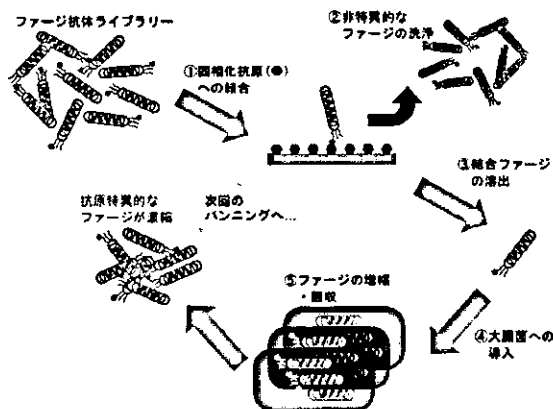 ファージ抗体ライブラリー
①固相化抗原(●)
への結合
②非特異的な
ファージの洗浄
③結合ファージ
の溶出
④大腸菌への
導入
⑤ファージの増幅
・回収
抗原特異的な
ファージが濃縮
次回の
パンニングへ…